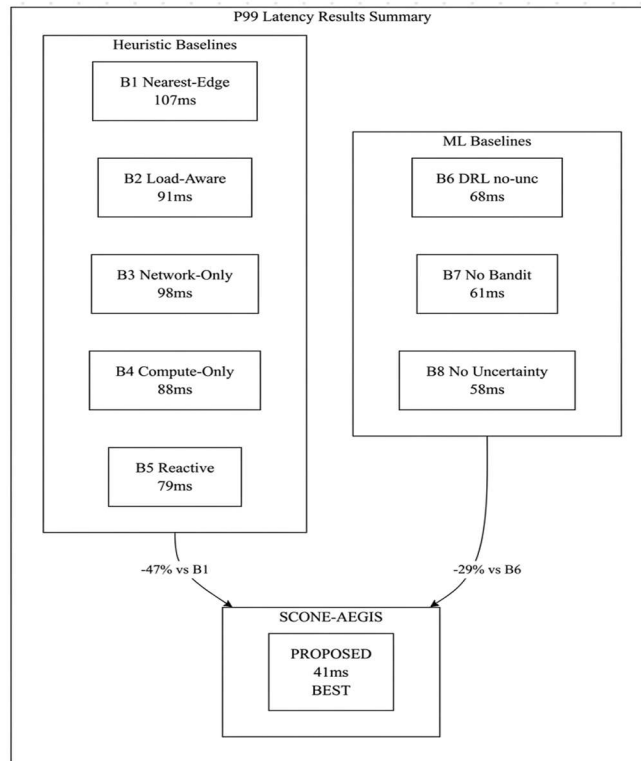 P99 Latency Results Summary
Heuristic Baselines
B1 Nearest-Edge
107ms
B2 Load-Aware
91ms
B3 Network-Only
98ms
B4 Compute-Only
88ms
B5 Reactive
79ms
ML Baselines
B6 DRL no-unc
68ms
B7 No Bandit
61ms
B8 No Uncertainty
58ms
-47% vs B1
-29% vs B6
SCONE-AEGIS
PROPOSED
41ms
BEST